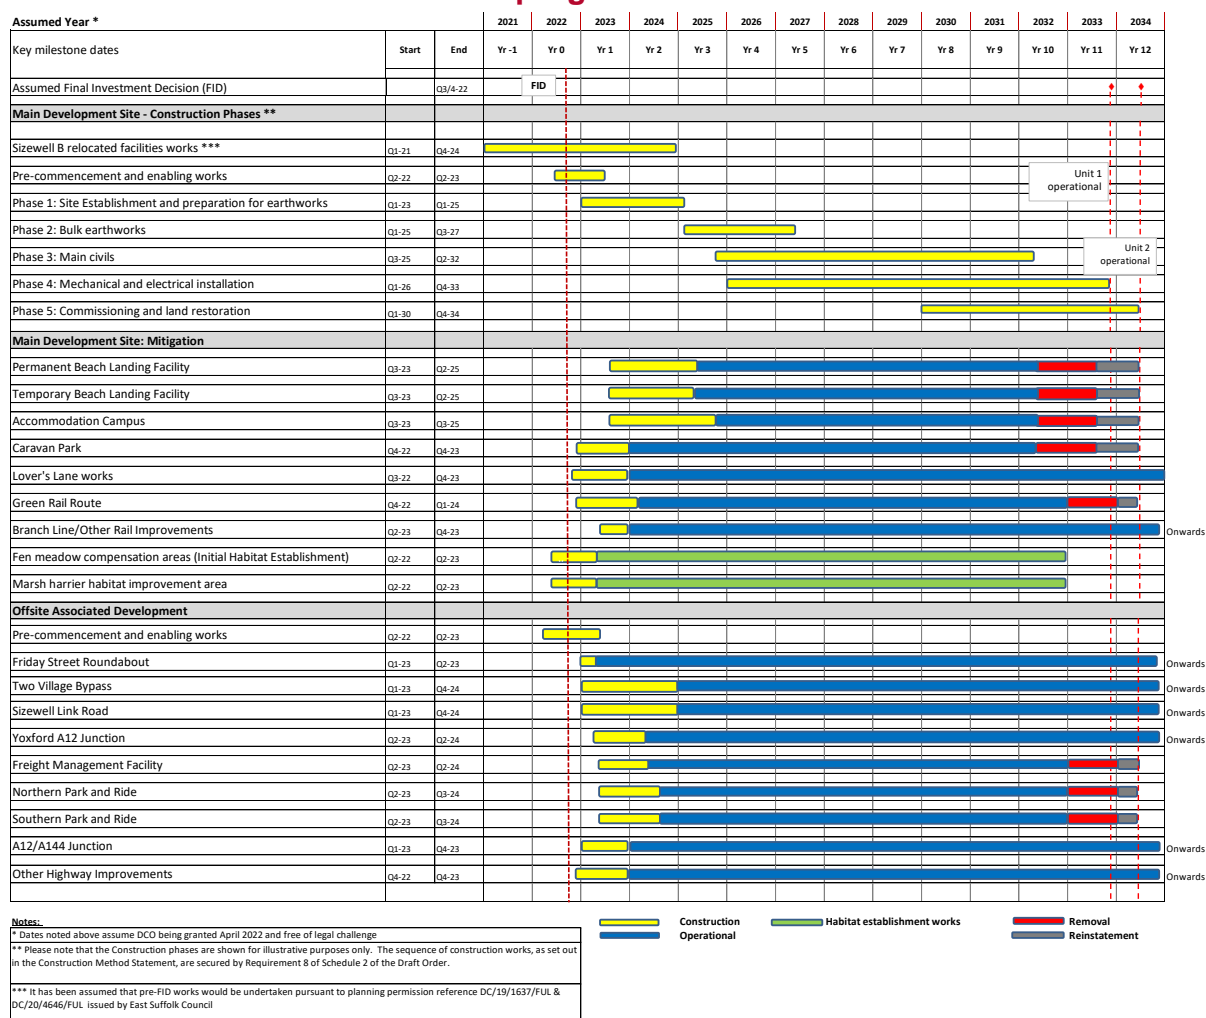 Assumed Year * 2021 2022 2023 2024 2025 2026 2027 2028 2029 2030 2031 2032 2033 2034
Key milestone dates Start End Yr -1 Yr 0 Yr 1 Yr 2 Yr 3 Yr 4 Yr 5 Yr 6 Yr 7 Yr 8 Yr 9 Yr 10 Yr 11 Yr 12
Assumed Final Investment Decision (FID) Q3/4-22 FID
Main Development Site - Construction Phases **
Sizewell B relocated facilities works *** Q1-21 Q4-24
Pre-commencement and enabling works Q2-22 Q2-23
Unit 1
operational
Phase 1: Site Establishment and preparation for earthworks Q1-23 Q1-25
Phase 2: Bulk earthworks Q1-25 Q3-27
Unit 2
operational
Phase 3: Main civils Q3-25 Q2-32
Phase 4: Mechanical and electrical installation Q1-26 Q4-33
Phase 5: Commissioning and land restoration Q1-30 Q4-34
Main Development Site: Mitigation
Permanent Beach Landing Facility Q3-23 Q2-25
Temporary Beach Landing Facility Q3-23 Q2-25
Accommodation Campus Q3-23 Q3-25
Caravan Park Q4-22 Q4-23
Lover's Lane works Q3-22 Q4-23
Green Rail Route Q4-22 Q1-24
Branch Line/Other Rail Improvements Q2-23 Q4-23 Onwards
Fen meadow compensation areas (Initial Habitat Establishment) Q2-22 Q2-23
Marsh harrier habitat improvement area Q2-22 Q2-23
Offsite Associated Development
Pre-commencement and enabling works Q2-22 Q2-23
Friday Street Roundabout Q1-23 Q2-23 Onwards
Two Village Bypass Q1-23 Q4-24 Onwards
Sizewell Link Road Q1-23 Q4-24 Onwards
Yoxford A12 Junction Q2-23 Q2-24 Onwards
Freight Management Facility Q2-23 Q2-24
Northern Park and Ride Q2-23 Q3-24
Southern Park and Ride Q2-23 Q3-24
A12/A144 Junction Q1-23 Q4-23 Onwards
Other Highway Improvements Q4-22 Q4-23 Onwards
Notes:
* Dates noted above assume DCO being granted April 2022 and free of legal challenge
** Please note that the Construction phases are shown for illustrative purposes only. The sequence of construction works, as set out
in the Construction Method Statement, are secured by Requirement 8 of Schedule 2 of the Draft Order.
*** It has been assumed that pre-FID works would be undertaken pursuant to planning permission reference DC/19/1637/FUL &
DC/20/4646/FUL issued by East Suffolk Council
Construction Habitat establishment works Removal
Operational Reinstatement